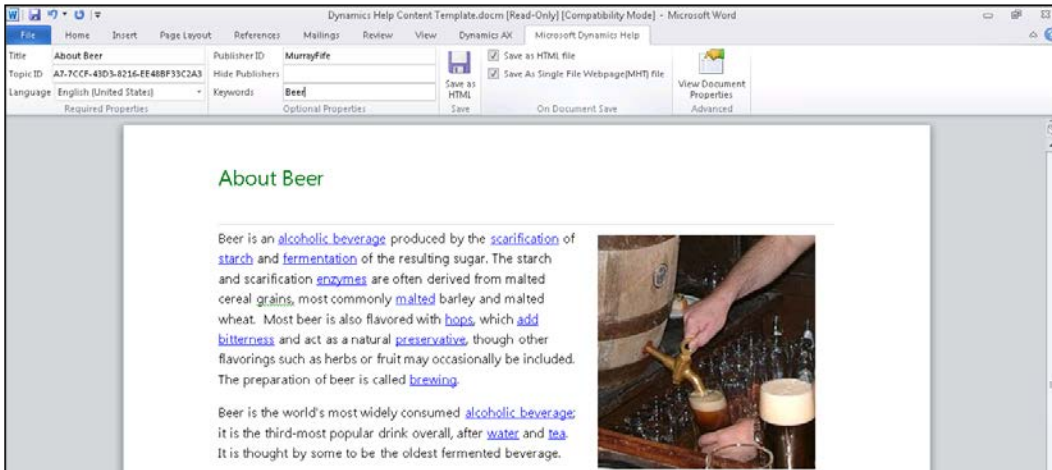 Dynamics Help Content Template.docm [Read-Only] [Compatibility Mode] - Microsoft Word
File Home Insert Page Layout References Mailings Review View Dynamics AX Microsoft Dynamics Help
Title About Beer Publisher ID MurrayFife Save as HTML file
Topic ID A7-7CCF-43D3-8216-EE48BF33C2A3 Hide Publishers Save As Single File Webpage(MHT) file
Language English (United States) Keywords Beer Save as HTML View Document Properties
Required Properties Optional Properties Save On Document Save Advanced
About Beer
Beer is an alcoholic beverage produced by the scarification of
starch and fermentation of the resulting sugar. The starch
and scarification enzymes are often derived from malted
cereal grains, most commonly malted barley and malted
wheat. Most beer is also flavored with hops, which add
bitterness and act as a natural preservative, though other
flavorings such as herbs or fruit may occasionally be included.
The preparation of beer is called brewing.
Beer is the world's most widely consumed alcoholic beverage;
it is the third-most popular drink overall, after water and tea.
It is thought by some to be the oldest fermented beverage.